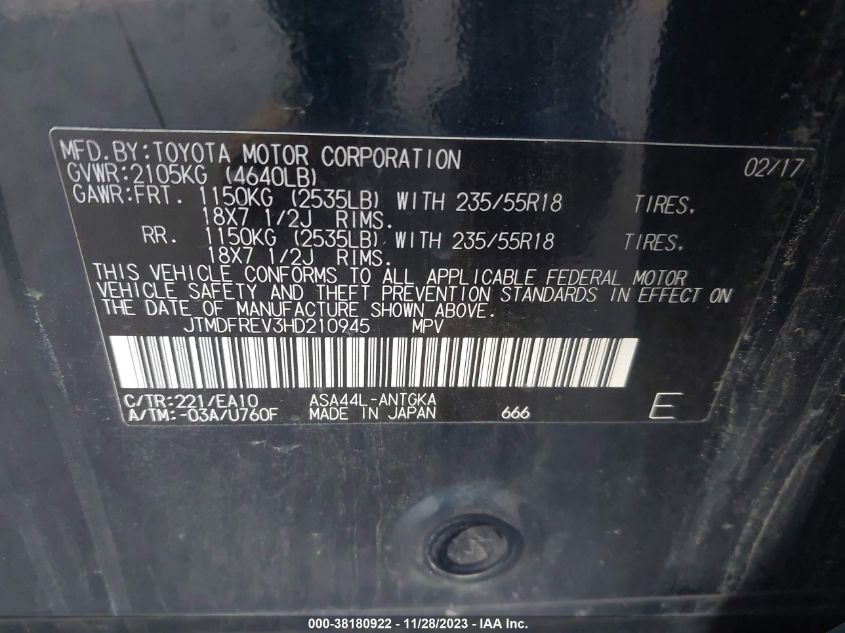 MFD.BY:TOYOTA MOTOR CORPORATION 02/17
GVWR:2105KG (4640LB)
GAWR:FRT. 1150KG (2535LB) WITH 235/55R18 TIRES,
18X7 1/2J RIMS.
RR. 1150KG (2535LB) WITH 235/55R18 TIRES,
18X7 1/2J RIMS.
THIS VEHICLE CONFORMS TO ALL APPLICABLE FEDERAL MOTOR
VEHICLE SAFETY AND THEFT PREVENTION STANDARDS IN EFFECT ON
THE DATE OF MANUFACTURE SHOWN ABOVE.
JTMDFREV3HD210945 MPV
C/TR:221/EA10 ASA44L-ANTGKA
A/TM:-03A/U760F MADE IN JAPAN 666 E
000-38180922 - 11/28/2023 - IAA Inc.